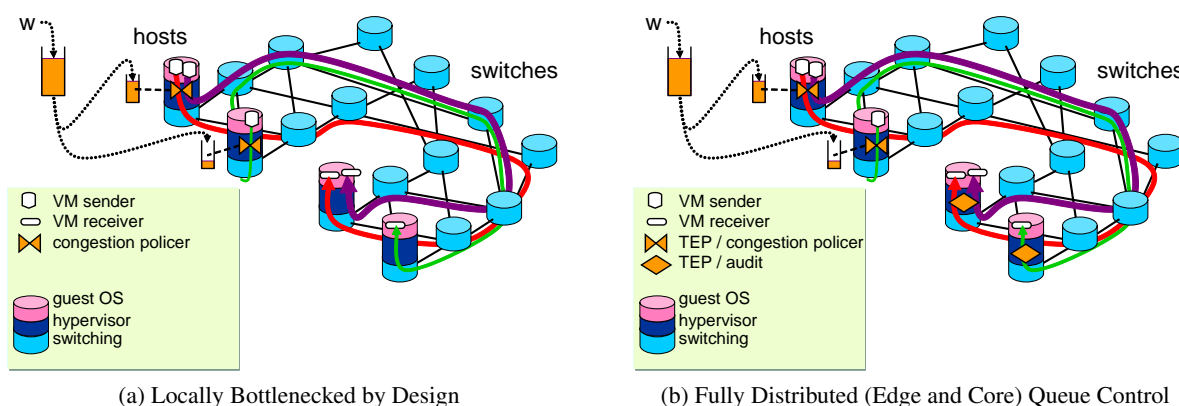 w
hosts
switches
VM sender
VM receiver
congestion policer
guest OS
hypervisor
switching
(a) Locally Bottlenecked by Design
w
hosts
switches
VM sender
VM receiver
TEP / congestion policer
TEP / audit
guest OS
hypervisor
switching
(b) Fully Distributed (Edge and Core) Queue Control